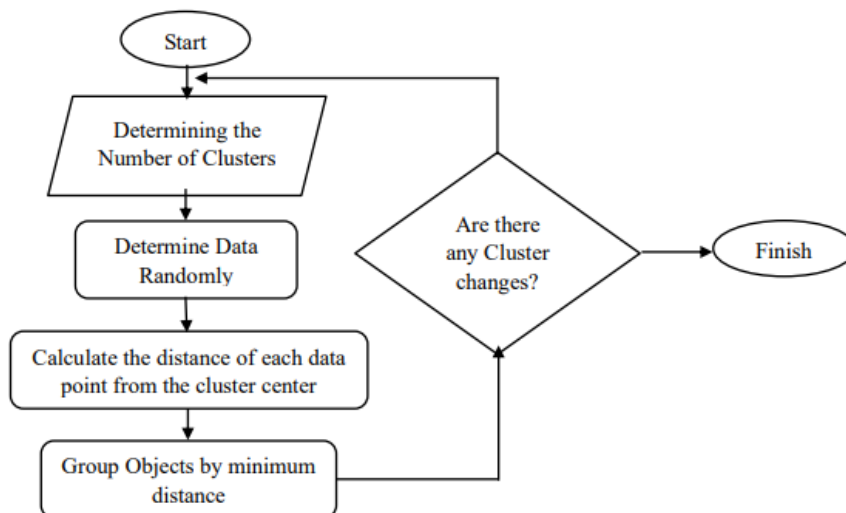 Start
Determining the
Number of Clusters
Determine Data
Randomly
Calculate the distance of each data
point from the cluster center
Group Objects by minimum
distance
Are there
any Cluster
changes?
Finish